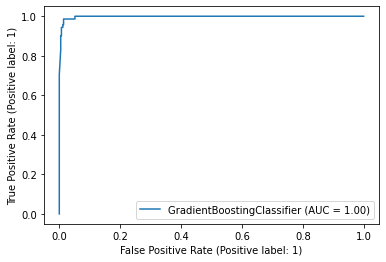 True Positive Rate (Positive label: 1)
1.0
0.8
0.6
0.4
0.2
0.0
GradientBoostingClassifier (AUC = 1.00)
0.0 0.2 0.4 0.6 0.8 1.0
False Positive Rate (Positive label: 1)